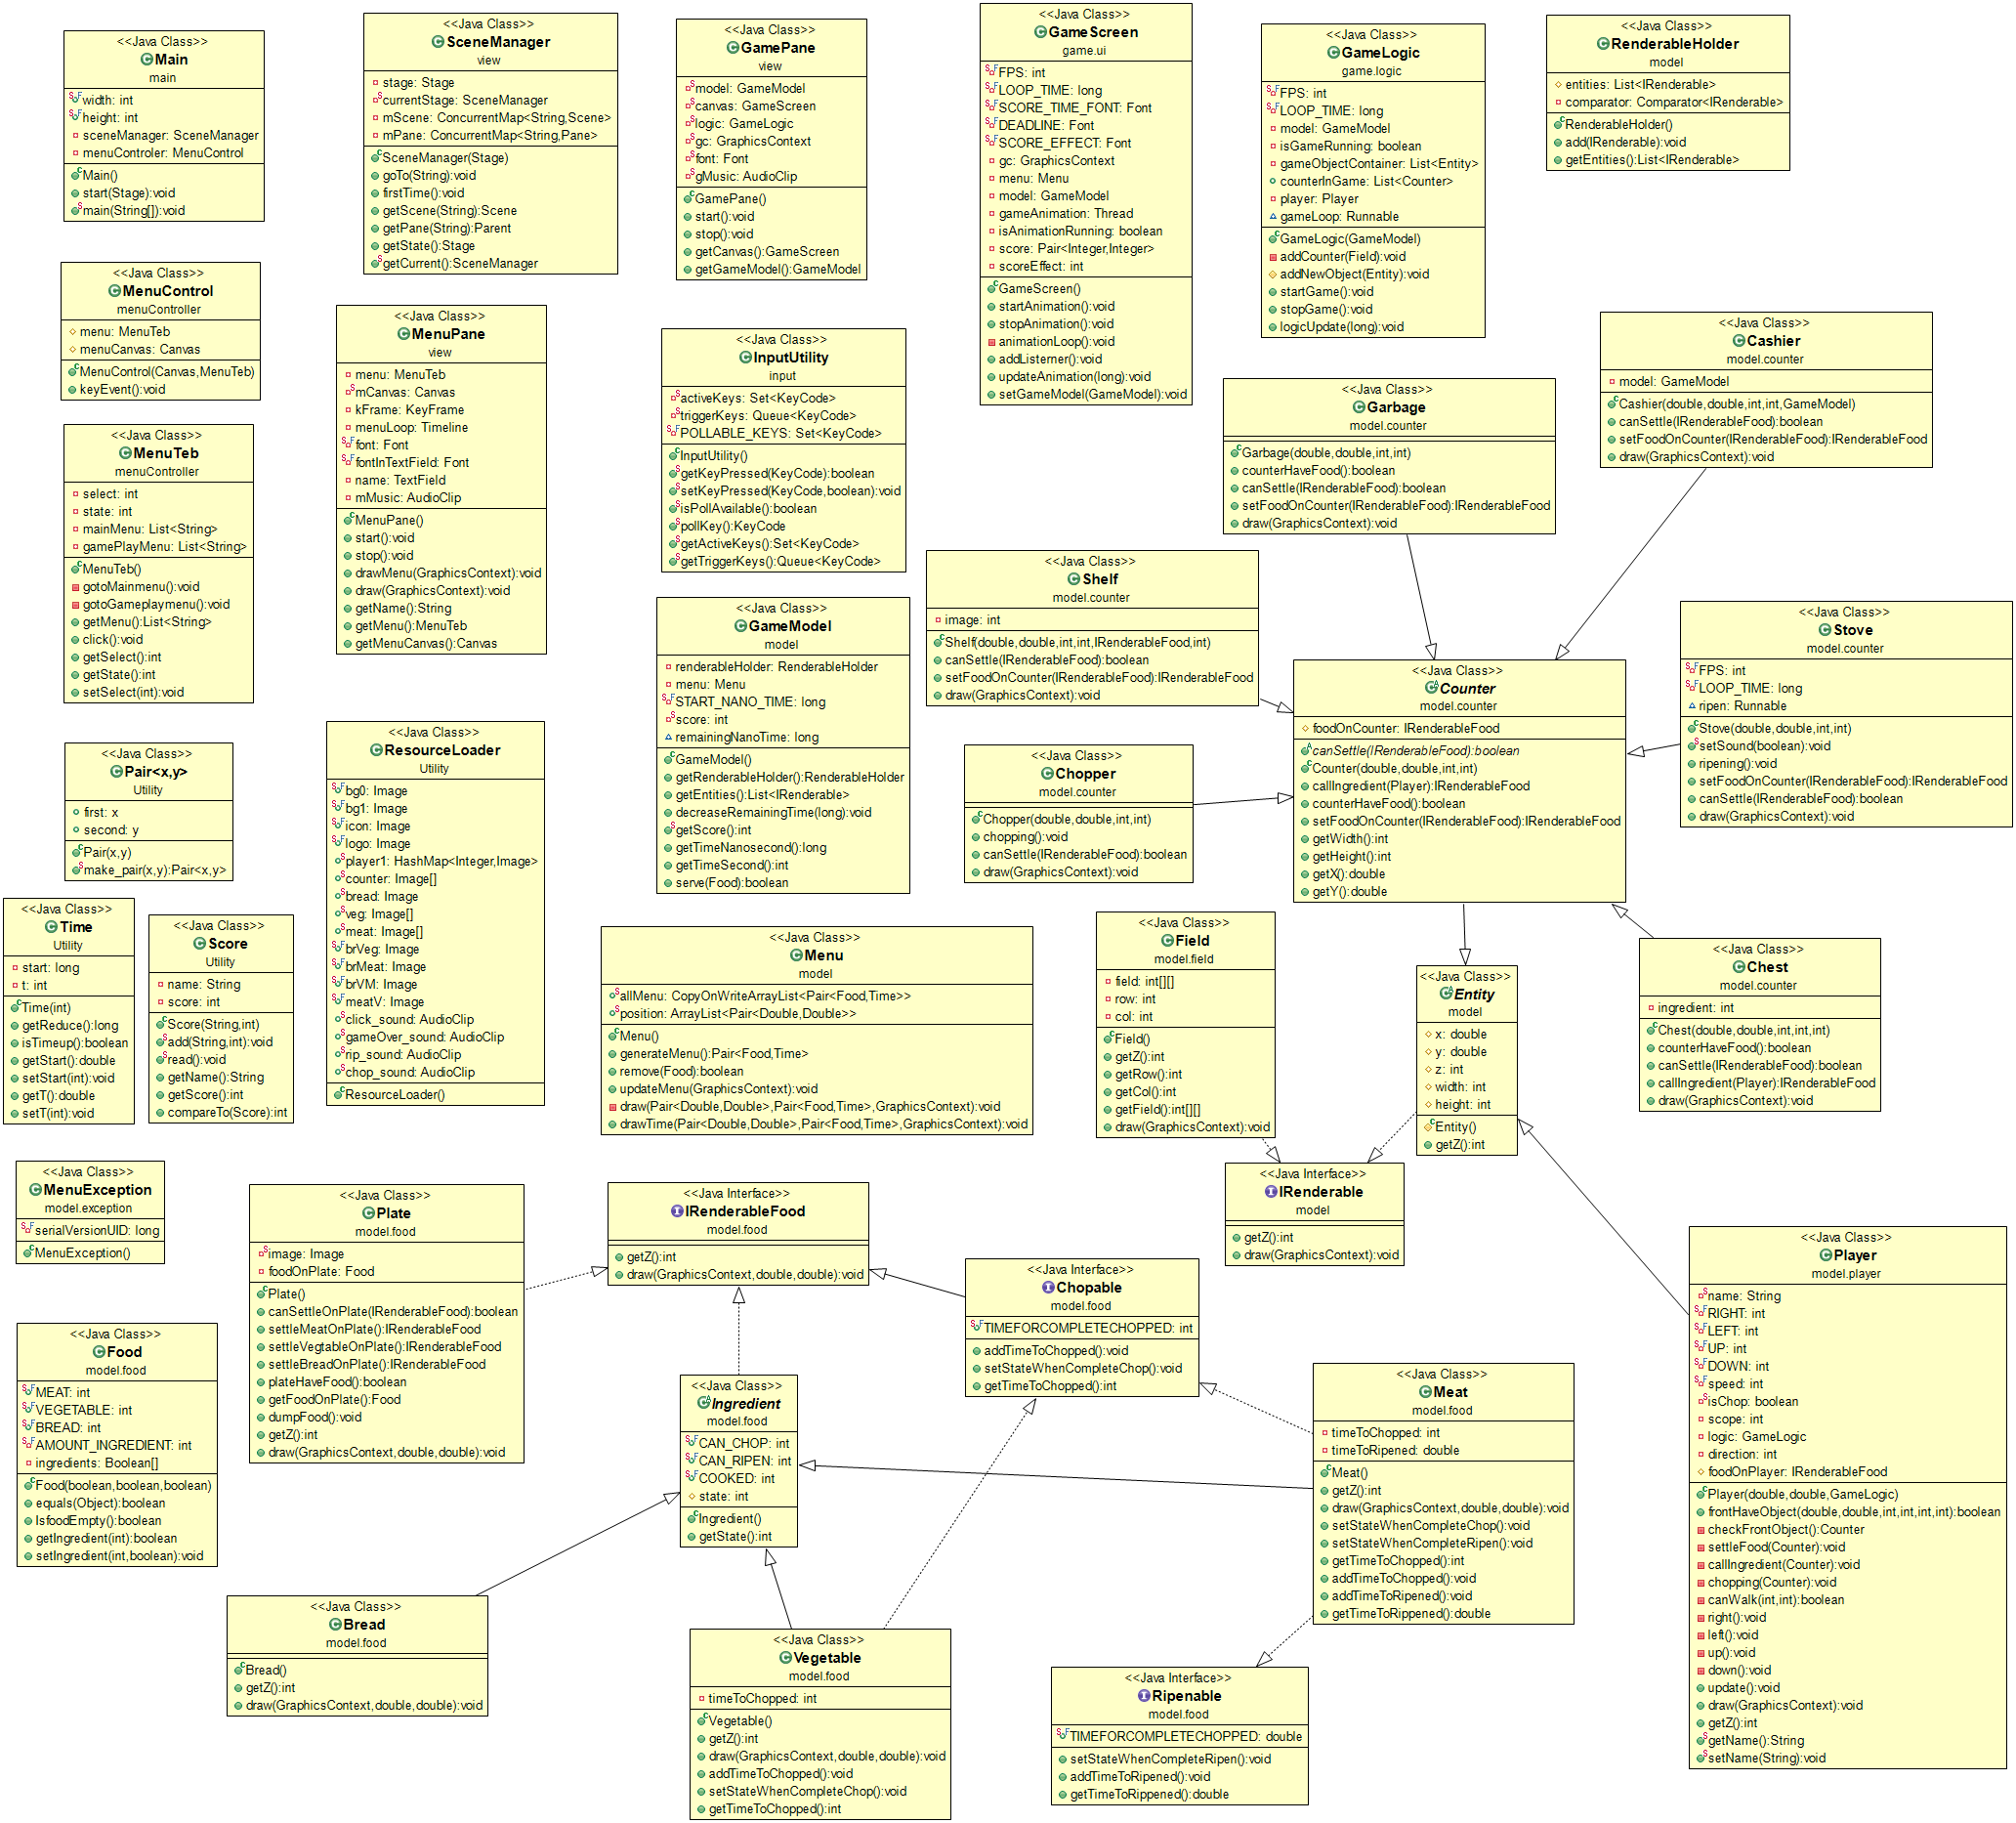 <<Java Class>>
Main
main
width: int
height: int
sceneManager: SceneManager
menuControler: MenuControl
Main()
start(Stage):void
main(String[]):void
<<Java Class>>
SceneManager
view
stage: Stage
currentStage: SceneManager
mScene: ConcurrentMap<String,Scene>
mPane: ConcurrentMap<String,Pane>
SceneManager(Stage)
goTo(String):void
firstTime():void
getScene(String):Scene
getPane(String):Parent
getState():Stage
getCurrent():SceneManager
<<Java Class>>
GamePane
view
model: GameModel
canvas: GameScreen
logic: GameLogic
gc: GraphicsContext
font: Font
gMusic: AudioClip
GamePane()
start():void
stop():void
getCanvas():GameScreen
getGameModel():GameModel
<<Java Class>>
GameScreen
game.ui
FPS: int
LOOP_TIME: long
SCORE_TIME_FONT: Font
DEADLINE: Font
SCORE_EFFECT: Font
gc: GraphicsContext
menu: Menu
model: GameModel
gameAnimation: Thread
isAnimationRunning: boolean
score: Pair<Integer,Integer>
scoreEffect: int
GameScreen()
startAnimation():void
stopAnimation():void
animationLoop():void
addListerner():void
updateAnimation(long):void
setGameModel(GameModel):void
<<Java Class>>
GameLogic
game.logic
FPS: int
LOOP_TIME: long
model: GameModel
isGameRunning: boolean
gameObjectContainer: List<Entity>
counterInGame: List<Counter>
player: Player
gameLoop: Runnable
GameLogic(GameModel)
addCounter(Field):void
addNewObject(Entity):void
startGame():void
stopGame():void
logicUpdate(long):void
<<Java Class>>
RenderableHolder
model
entities: List<IRenderable>
comparator: Comparator<IRenderable>
RenderableHolder()
add(IRenderable):void
getEntities():List<IRenderable>
<<Java Class>>
MenuControl
menuController
menu: MenuTeb
menuCanvas: Canvas
MenuControl(Canvas,MenuTeb)
keyEvent():void
<<Java Class>>
MenuPane
view
menu: MenuTeb
mCanvas: Canvas
kFrame: KeyFrame
menuLoop: Timeline
font: Font
fontInTextField: Font
name: TextField
mMusic: AudioClip
MenuPane()
start():void
stop():void
drawMenu(GraphicsContext):void
draw(GraphicsContext):void
getName():String
getMenu():MenuTeb
getMenuCanvas():Canvas
<<Java Class>>
InputUtility
input
activeKeys: Set<KeyCode>
triggerKeys: Queue<KeyCode>
POLLABLE_KEYS: Set<KeyCode>
InputUtility()
getKeyPressed(KeyCode):boolean
setKeyPressed(KeyCode,boolean):void
isPollAvailable():boolean
pollKey():KeyCode
getActiveKeys():Set<KeyCode>
getTriggerKeys():Queue<KeyCode>
<<Java Class>>
Cashier
model.counter
model: GameModel
Cashier(double,double,int,int,GameModel)
canSettle(IRenderableFood):boolean
setFoodOnCounter(IRenderableFood):IRenderableFood
draw(GraphicsContext):void
<<Java Class>>
Garbage
model.counter
Garbage(double,double,int,int)
counterHaveFood():boolean
canSettle(IRenderableFood):boolean
setFoodOnCounter(IRenderableFood):IRenderableFood
draw(GraphicsContext):void
<<Java Class>>
MenuTeb
menuController
select: int
state: int
mainMenu: List<String>
gamePlayMenu: List<String>
MenuTeb()
gotoMainmenu():void
gotoGameplaymenu():void
getMenu():List<String>
click():void
getSelect():int
getState():int
setSelect(int):void
<<Java Class>>
Shelf
model.counter
image: int
Shelf(double,double,int,int,IRenderableFood,int)
canSettle(IRenderableFood):boolean
setFoodOnCounter(IRenderableFood):IRenderableFood
draw(GraphicsContext):void
<<Java Class>>
GameModel
model
renderableHolder: RenderableHolder
menu: Menu
START_NANO_TIME: long
score: int
remainingNanoTime: long
GameModel()
getRenderableHolder():RenderableHolder
getEntities():List<IRenderable>
decreaseRemainingTime(long):void
getScore():int
getTimeNanosecond():long
getTimeSecond():int
serve(Food):boolean
<<Java Class>>
Stove
model.counter
FPS: int
LOOP_TIME: long
ripen: Runnable
Stove(double,double,int,int)
setSound(boolean):void
ripening():void
setFoodOnCounter(IRenderableFood):IRenderableFood
canSettle(IRenderableFood):boolean
draw(GraphicsContext):void
<<Java Class>>
Counter
model.counter
foodOnCounter: IRenderableFood
canSettle(IRenderableFood):boolean
Counter(double,double,int,int)
callIngredient(Player):IRenderableFood
counterHaveFood():boolean
setFoodOnCounter(IRenderableFood):IRenderableFood
getWidth():int
getHeight():int
getX():double
getY():double
<<Java Class>>
Chopper
model.counter
Chopper(double,double,int,int)
chopping():void
canSettle(IRenderableFood):boolean
draw(GraphicsContext):void
<<Java Class>>
Pair<x,y>
Utility
first: x
second: y
Pair(x,y)
make_pair(x,y):Pair<x,y>
<<Java Class>>
ResourceLoader
Utility
bg0: Image
bg1: Image
icon: Image
logo: Image
player1: HashMap<Integer,Image>
counter: Image[]
bread: Image
veg: Image[]
meat: Image[]
brVeg: Image
brMeat: Image
brVM: Image
meatV: Image
click_sound: AudioClip
gameOver_sound: AudioClip
rip_sound: AudioClip
chop_sound: AudioClip
ResourceLoader()
<<Java Class>>
Time
Utility
start: long
t: int
Time(int)
getReduce():long
isTimeup():boolean
getStart():double
setStart(int):void
getT():double
setT(int):void
<<Java Class>>
Score
Utility
name: String
score: int
Score(String,int)
add(String,int):void
read():void
getName():String
getScore():int
compareTo(Score):int
<<Java Class>>
Menu
model
allMenu: CopyOnWriteArrayList<Pair<Food,Time>>
position: ArrayList<Pair<Double,Double>>
Menu()
generateMenu():Pair<Food,Time>
remove(Food):boolean
updateMenu(GraphicsContext):void
draw(Pair<Double,Double>,Pair<Food,Time>,GraphicsContext):void
drawTime(Pair<Double,Double>,Pair<Food,Time>,GraphicsContext):void
<<Java Class>>
Field
model.field
field: int[][]
row: int
col: int
Field()
getZ():int
getRow():int
getCol():int
getField():int[][]
draw(GraphicsContext):void
<<Java Class>>
Entity
model
x: double
y: double
z: int
width: int
height: int
Entity()
getZ():int
<<Java Class>>
Chest
model.counter
ingredient: int
Chest(double,double,int,int,int)
counterHaveFood():boolean
canSettle(IRenderableFood):boolean
callIngredient(Player):IRenderableFood
draw(GraphicsContext):void
<<Java Class>>
MenuException
model.exception
serialVersionUID: long
MenuException()
<<Java Class>>
Plate
model.food
image: Image
foodOnPlate: Food
Plate()
canSettleOnPlate(IRenderableFood):boolean
settleMeatOnPlate():IRenderableFood
settleVegtableOnPlate():IRenderableFood
settleBreadOnPlate():IRenderableFood
plateHaveFood():boolean
getFoodOnPlate():Food
dumpFood():void
getZ():int
draw(GraphicsContext,double,double):void
<<Java Interface>>
IRenderableFood
model.food
getZ():int
draw(GraphicsContext,double,double):void
<<Java Interface>>
IRenderable
model
getZ():int
draw(GraphicsContext):void
<<Java Interface>>
Chopable
model.food
TIMEFORCOMPLETECHOPPED: int
addTimeToChopped():void
setStateWhenCompleteChop():void
getTimeToChopped():int
<<Java Class>>
Player
model.player
name: String
RIGHT: int
LEFT: int
UP: int
DOWN: int
speed: int
isChop: boolean
scope: int
logic: GameLogic
direction: int
foodOnPlayer: IRenderableFood
Player(double,double,GameLogic)
frontHaveObject(double,double,int,int,int,int):boolean
checkFrontObject():Counter
settleFood(Counter):void
callIngredient(Counter):void
chopping(Counter):void
canWalk(int,int):boolean
right():void
left():void
up():void
down():void
update():void
draw(GraphicsContext):void
getZ():int
getName():String
setName(String):void
<<Java Class>>
Food
model.food
MEAT: int
VEGETABLE: int
BREAD: int
AMOUNT_INGREDIENT: int
ingredients: Boolean[]
Food(boolean,boolean,boolean)
equals(Object):boolean
IsfoodEmpty():boolean
getIngredient(int):boolean
setIngredient(int,boolean):void
<<Java Class>>
Ingredient
model.food
CAN_CHOP: int
CAN_RIPEN: int
COOKED: int
state: int
Ingredient()
getState():int
<<Java Class>>
Meat
model.food
timeToChopped: int
timeToRipened: double
Meat()
getZ():int
draw(GraphicsContext,double,double):void
setStateWhenCompleteChop():void
setStateWhenCompleteRipen():void
getTimeToChopped():int
addTimeToChopped():void
addTimeToRipened():void
getTimeToRippened():double
<<Java Class>>
Bread
model.food
Bread()
getZ():int
draw(GraphicsContext,double,double):void
<<Java Class>>
Vegetable
model.food
timeToChopped: int
Vegetable()
getZ():int
draw(GraphicsContext,double,double):void
addTimeToChopped():void
setStateWhenCompleteChop():void
getTimeToChopped():int
<<Java Interface>>
Ripenable
model.food
TIMEFORCOMPLETECHOPPED: double
setStateWhenCompleteRipen():void
addTimeToRipened():void
getTimeToRippened():double